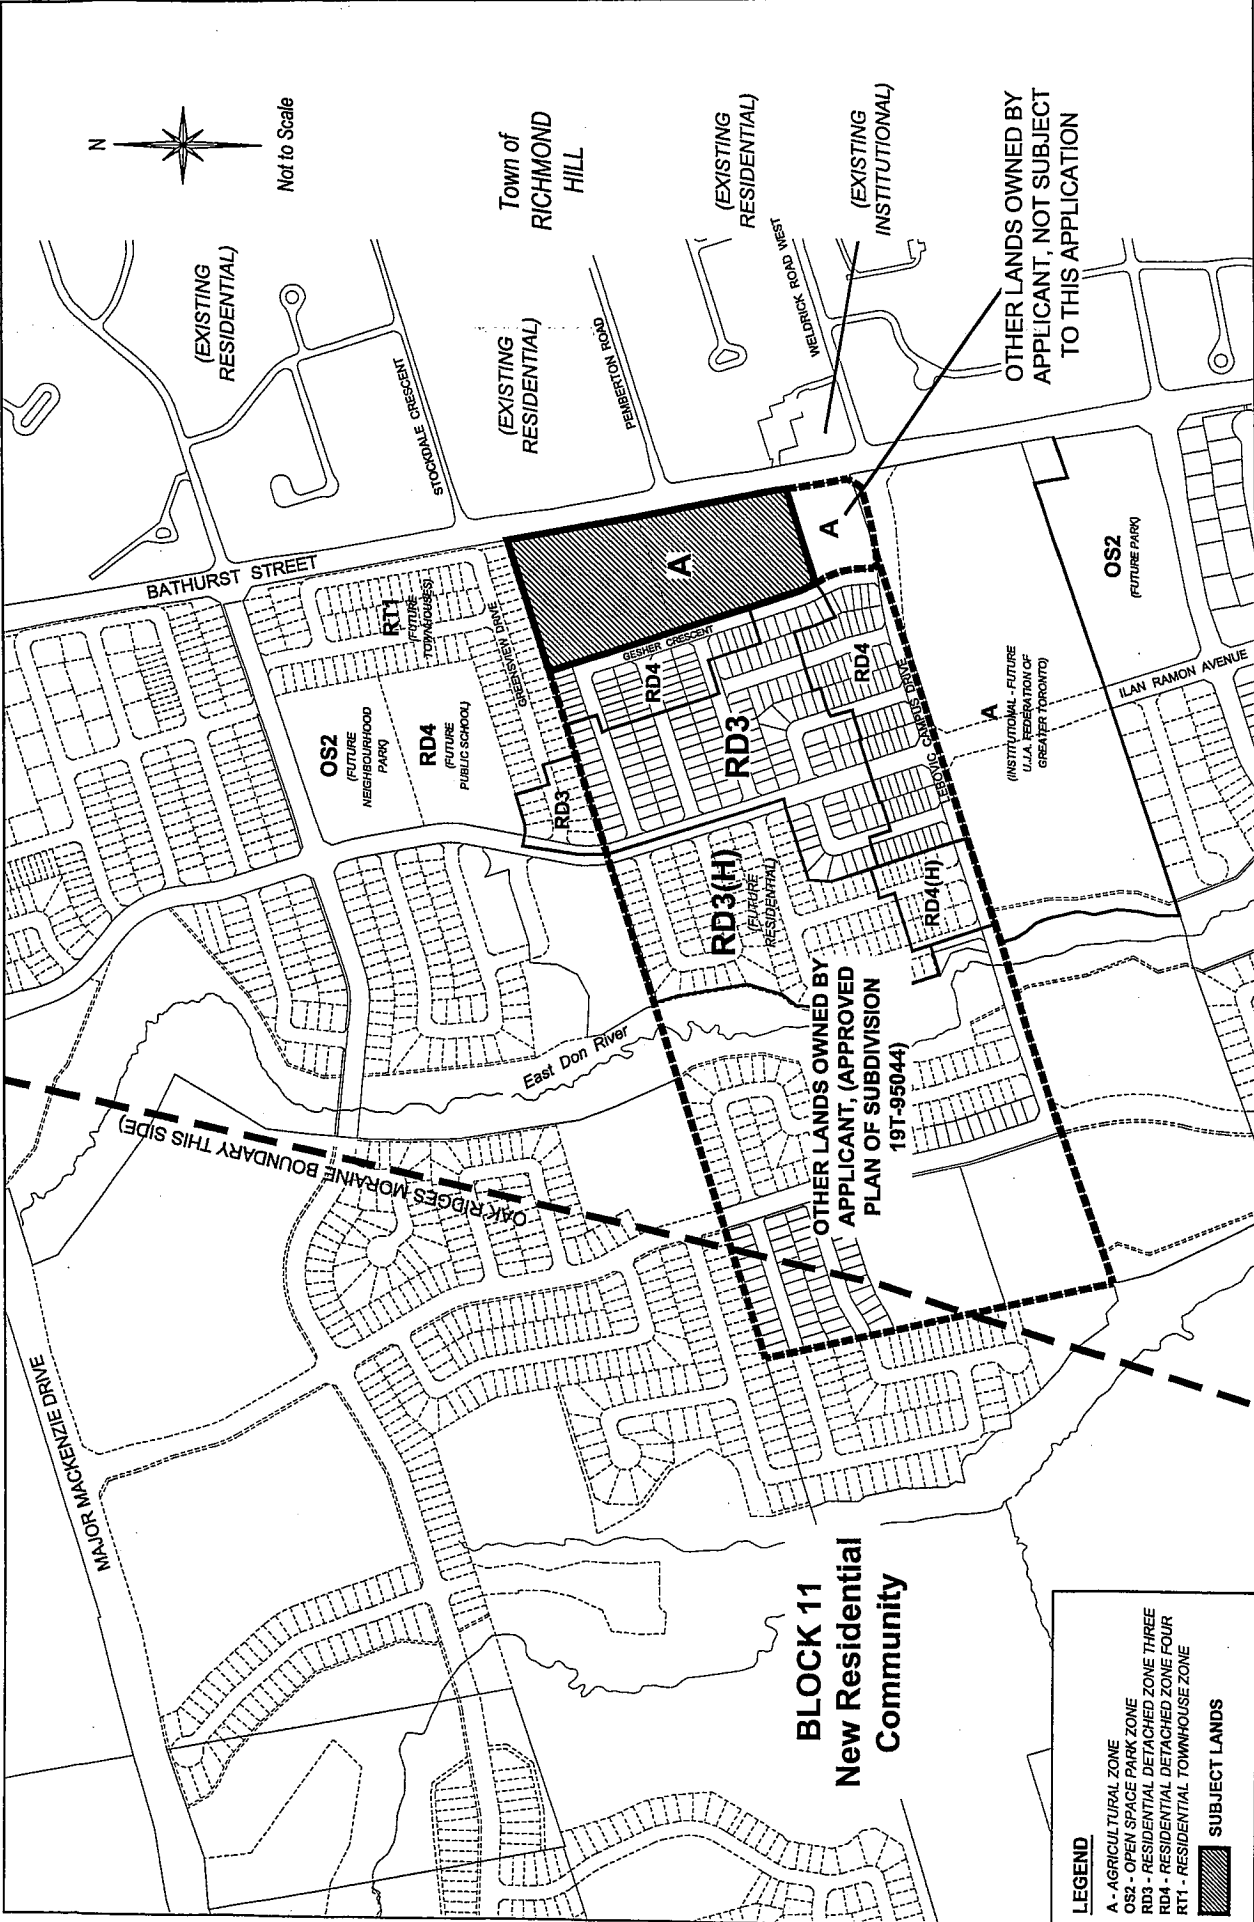 MAJOR MACKENZIE DRIVE
OAK RIDGES MORAINE BOUNDARY THIS SIDE)
BATHURST STREET
STOCKDALE CRESCENT
PEMBERTON ROAD
WELDRICK ROAD WEST
N
Not to Scale
(EXISTING
RESIDENTIAL)
(EXISTING
RESIDENTIAL)
Town of
RICHMOND
HILL
(EXISTING
RESIDENTIAL)
(EXISTING
INSTITUTIONAL)
OTHER LANDS OWNED BY
APPLICANT, NOT SUBJECT
TO THIS APPLICATION
RT1
(FUTURE
TOWNHOUSES)
OS2
(FUTURE
NEIGHBOURHOOD
PARK)
RD4
(FUTURE
PUBLIC SCHOOL)
GREENSVIEW DRIVE
RD3
A
GESHER CRESCENT
RD4
RD3
A
RD4
RD3(H)
(FUTURE
RESIDENTIAL)
RD4(H)
LEBOVIC CAMPUS DRIVE
East Don River
OTHER LANDS OWNED BY
APPLICANT, (APPROVED
PLAN OF SUBDIVISION
19T-95044)
A
(INSTITUTIONAL - FUTURE
U.J.A. FEDERATION OF
GREATER TORONTO)
OS2
(FUTURE PARK)
ILAN RAMON AVENUE
BLOCK 11
New Residential
Community
LEGEND
A - AGRICULTURAL ZONE
OS2 - OPEN SPACE PARK ZONE
RD3 - RESIDENTIAL DETACHED ZONE THREE
RD4 - RESIDENTIAL DETACHED ZONE FOUR
RT1 - RESIDENTIAL TOWNHOUSE ZONE
SUBJECT LANDS